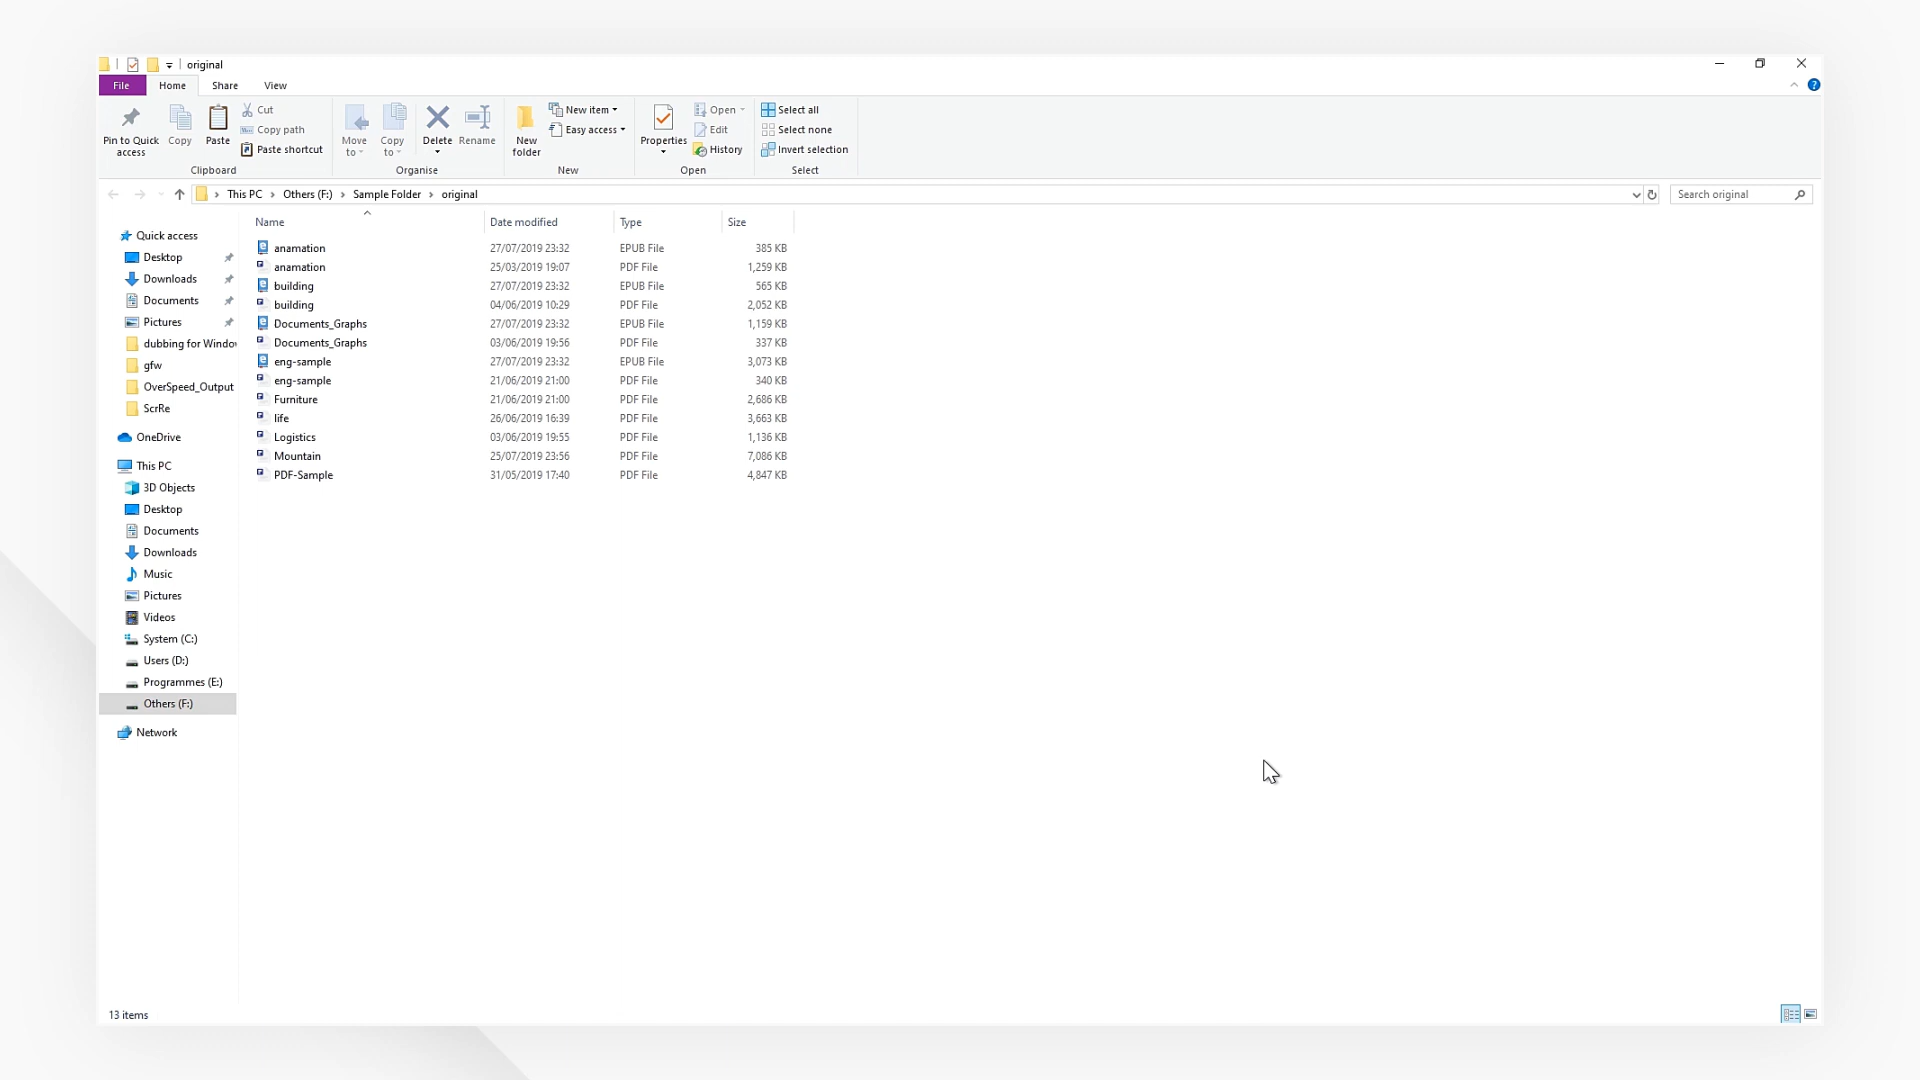 original
File Home Share View
Pin to Quick access
Copy
Paste
Cut
Copy path
Paste shortcut
Clipboard
Move to
Copy to
Delete
Rename
Organise
New folder
New item
Easy access
New
Properties
Open
Edit
History
Open
Select all
Select none
Invert selection
Select
This PC > Others (F:) > Sample Folder > original
Search original
Quick access
Desktop
Downloads
Documents
Pictures
dubbing for Windo
gfw
OverSpeed_Output
ScrRe
OneDrive
This PC
3D Objects
Desktop
Documents
Downloads
Music
Pictures
Videos
System (C:)
Users (D:)
Programmes (E:)
Others (F:)
Network
Name Date modified Type Size
anamation 27/07/2019 23:32 EPUB File 385 KB
anamation 25/03/2019 19:07 PDF File 1,259 KB
building 27/07/2019 23:32 EPUB File 565 KB
building 04/06/2019 10:29 PDF File 2,052 KB
Documents_Graphs 27/07/2019 23:32 EPUB File 1,159 KB
Documents_Graphs 03/06/2019 19:56 PDF File 337 KB
eng-sample 27/07/2019 23:32 EPUB File 3,073 KB
eng-sample 21/06/2019 21:00 PDF File 340 KB
Furniture 21/06/2019 21:00 PDF File 2,686 KB
life 26/06/2019 16:39 PDF File 3,663 KB
Logistics 03/06/2019 19:55 PDF File 1,136 KB
Mountain 25/07/2019 23:56 PDF File 7,086 KB
PDF-Sample 31/05/2019 17:40 PDF File 4,847 KB
13 items